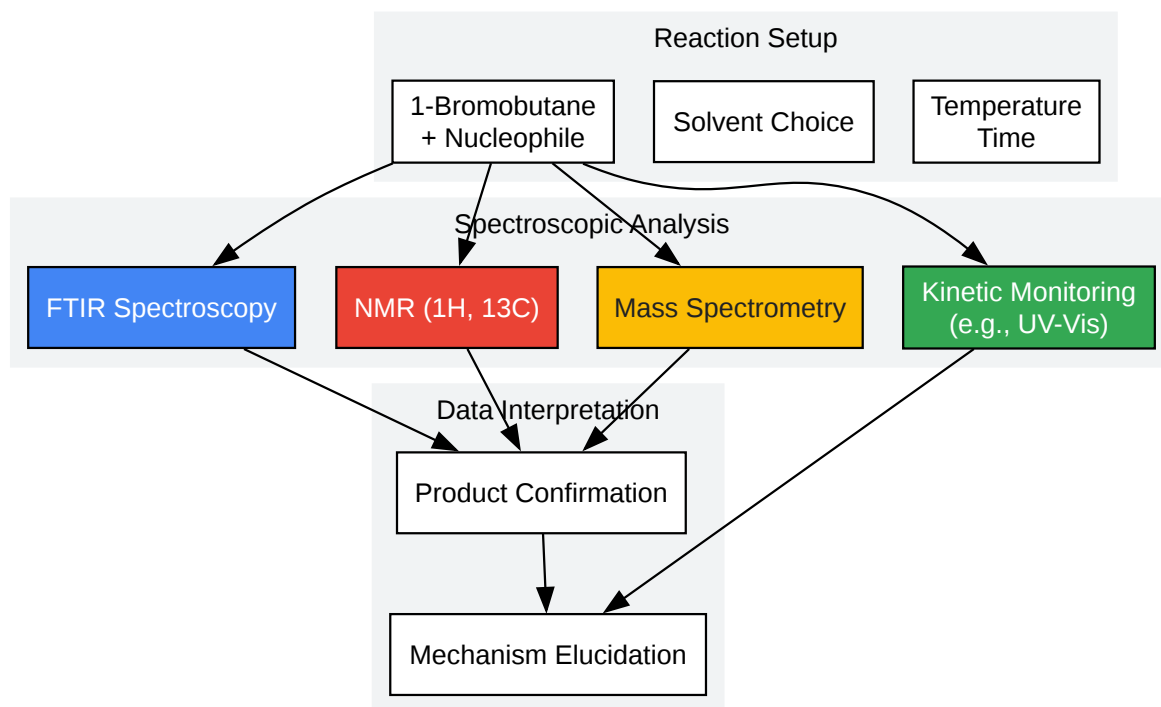 Reaction Setup
1-Bromobutane
+ Nucleophile
Solvent Choice
Temperature
Time
Spectroscopic Analysis
FTIR Spectroscopy
NMR (1H, 13C)
Mass Spectrometry
Kinetic Monitoring
(e.g., UV-Vis)
Data Interpretation
Product Confirmation
Mechanism Elucidation